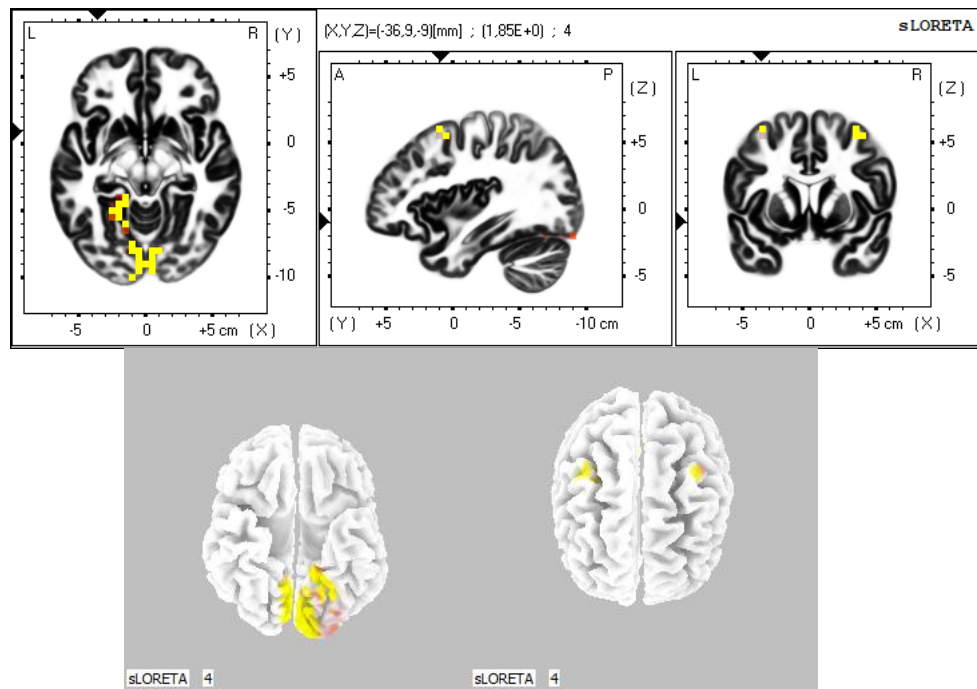 (X,Y,Z)=(-36,9,-9)[mm] ; (1,85E+0) ; 4
sLORETA
L R (Y)
+5
0
-5
-10
-5 0 +5 cm (X)
A P
(Z)
+5
0
-5
(Y) +5 0 -5 -10 cm
L R
(Z)
+5
0
-5
-5 0 +5 cm (X)
sLORETA 4
sLORETA 4